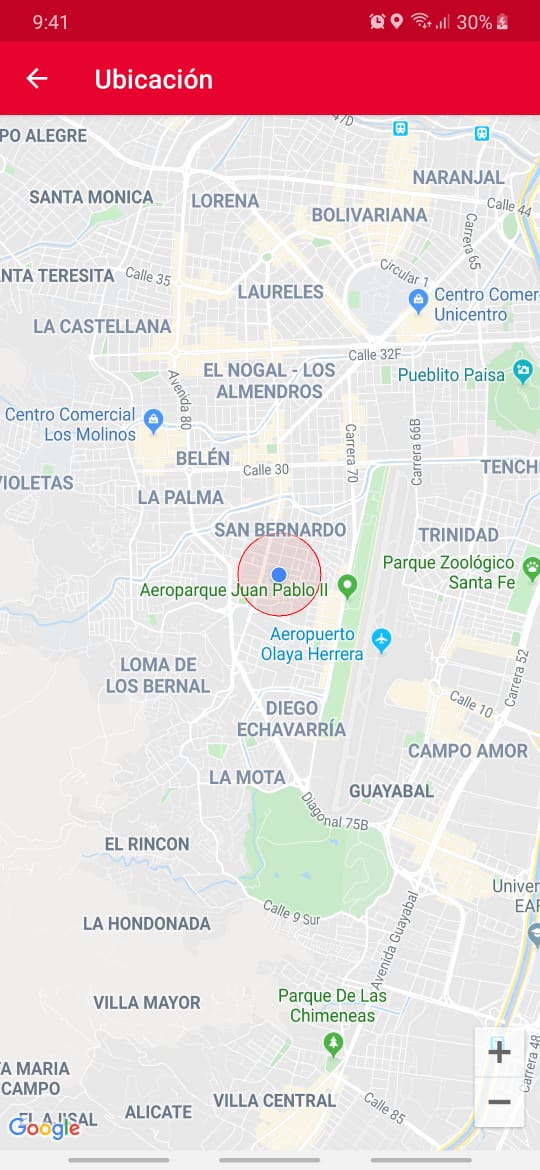 9:41
30%
Ubicación
47D
PO ALEGRE
NARANJAL
SANTA MONICA
LORENA
Calle 44
BOLIVARIANA
Carrera 65
NTA TERESITA
Calle 35
Circular 1
LAURELES
Centro Comer
Unicentro
LA CASTELLANA
Calle 32F
EL NOGAL - LOS
ALMENDROS
Pueblito Paisa
Avenida 80
Centro Comercial
Los Molinos
Carrera 70
Carrera 66B
BELÉN
Calle 30
TENCH
VIOLETAS
LA PALMA
SAN BERNARDO
TRINIDAD
Parque Zoológico
Santa Fe
Aeroparque Juan Pablo II
Aeropuerto
Olaya Herrera
LOMA DE
LOS BERNAL
Carrera 52
Calle 10
DIEGO
ECHAVARRÍA
CAMPO AMOR
LA MOTA
GUAYABAL
Diagonal 75B
EL RINCON
Univer
EAF
Calle 9 Sur
LA HONDONADA
Avenida Guayabal
VILLA MAYOR
Parque De Las
Chimeneas
+
Carrera 48
−
TA MARIA
CAMPO
VILLA CENTRAL
Calle 85
ALICATE
Google